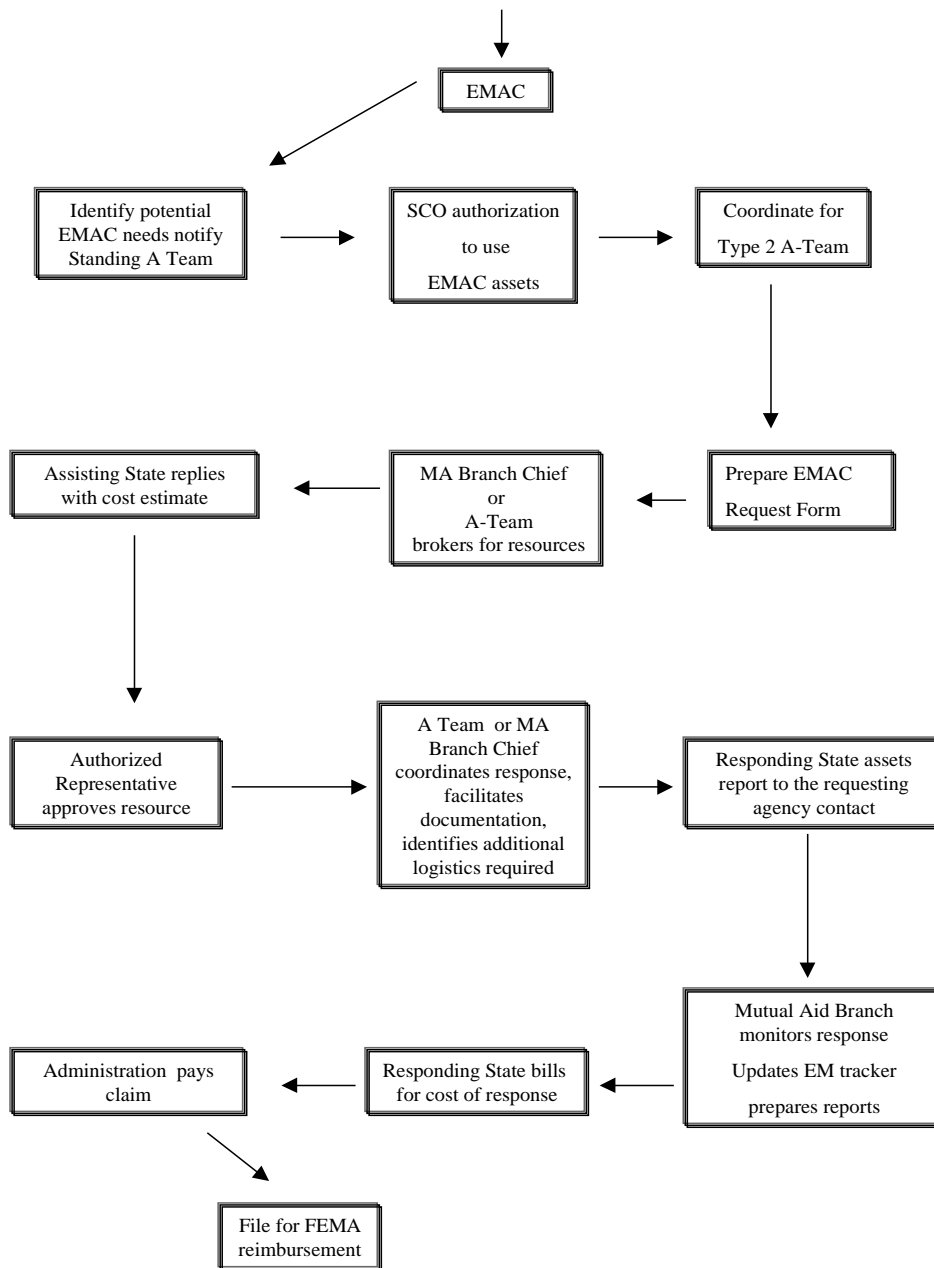 EMAC
Identify potential
EMAC needs notify
Standing A Team
SCO authorization
to use
EMAC assets
Coordinate for
Type 2 A-Team
Prepare EMAC
Request Form
MA Branch Chief
or
A-Team
brokers for resources
Assisting State replies
with cost estimate
Authorized
Representative
approves resource
A Team or MA
Branch Chief
coordinates response,
facilitates
documentation,
identifies additional
logistics required
Responding State assets
report to the requesting
agency contact
Mutual Aid Branch
monitors response
Updates EM tracker
prepares reports
Responding State bills
for cost of response
Administration pays
claim
File for FEMA
reimbursement